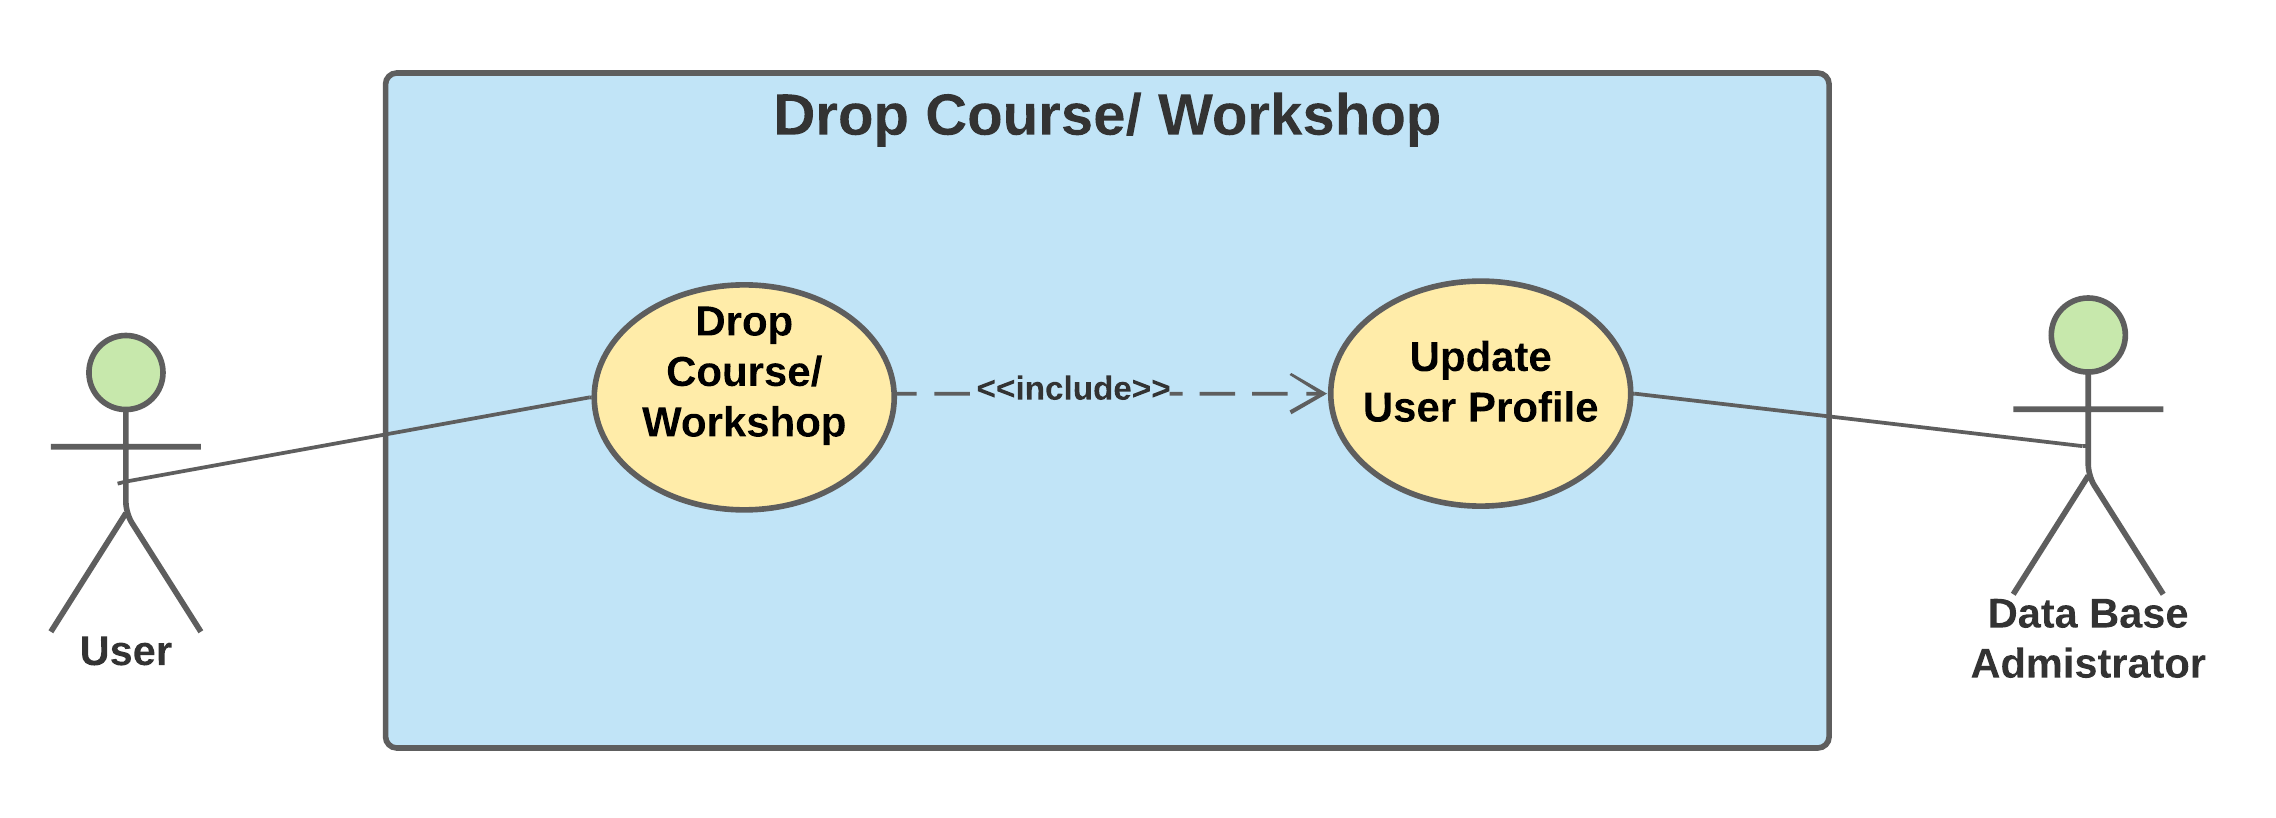 Drop Course/ Workshop
Drop
Course/
Workshop
<<include>>
Update
User Profile
User
Data Base
Admistrator